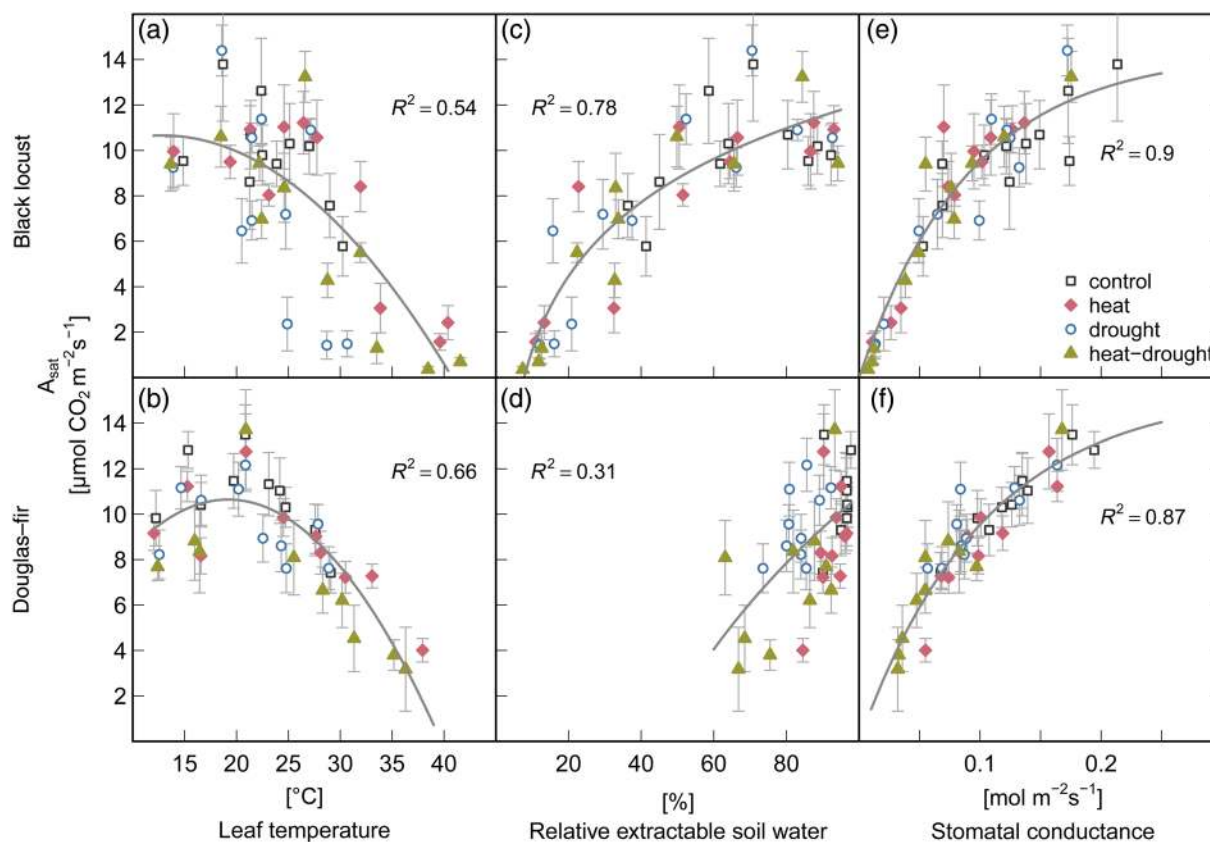 (a)
(c)
(e)
R² = 0.54
R² = 0.78
R² = 0.9
14
12
10
8
6
4
2
Black locust
control
heat
drought
heat−drought
Asat
[µmol CO₂ m⁻²s⁻¹]
(b)
(d)
(f)
R² = 0.66
R² = 0.31
R² = 0.87
14
12
10
8
6
4
2
Douglas−fir
15 20 25 30 35 40
20 40 60 80
0.1 0.2
[°C]
[%]
[mol m⁻²s⁻¹]
Leaf temperature
Relative extractable soil water
Stomatal conductance